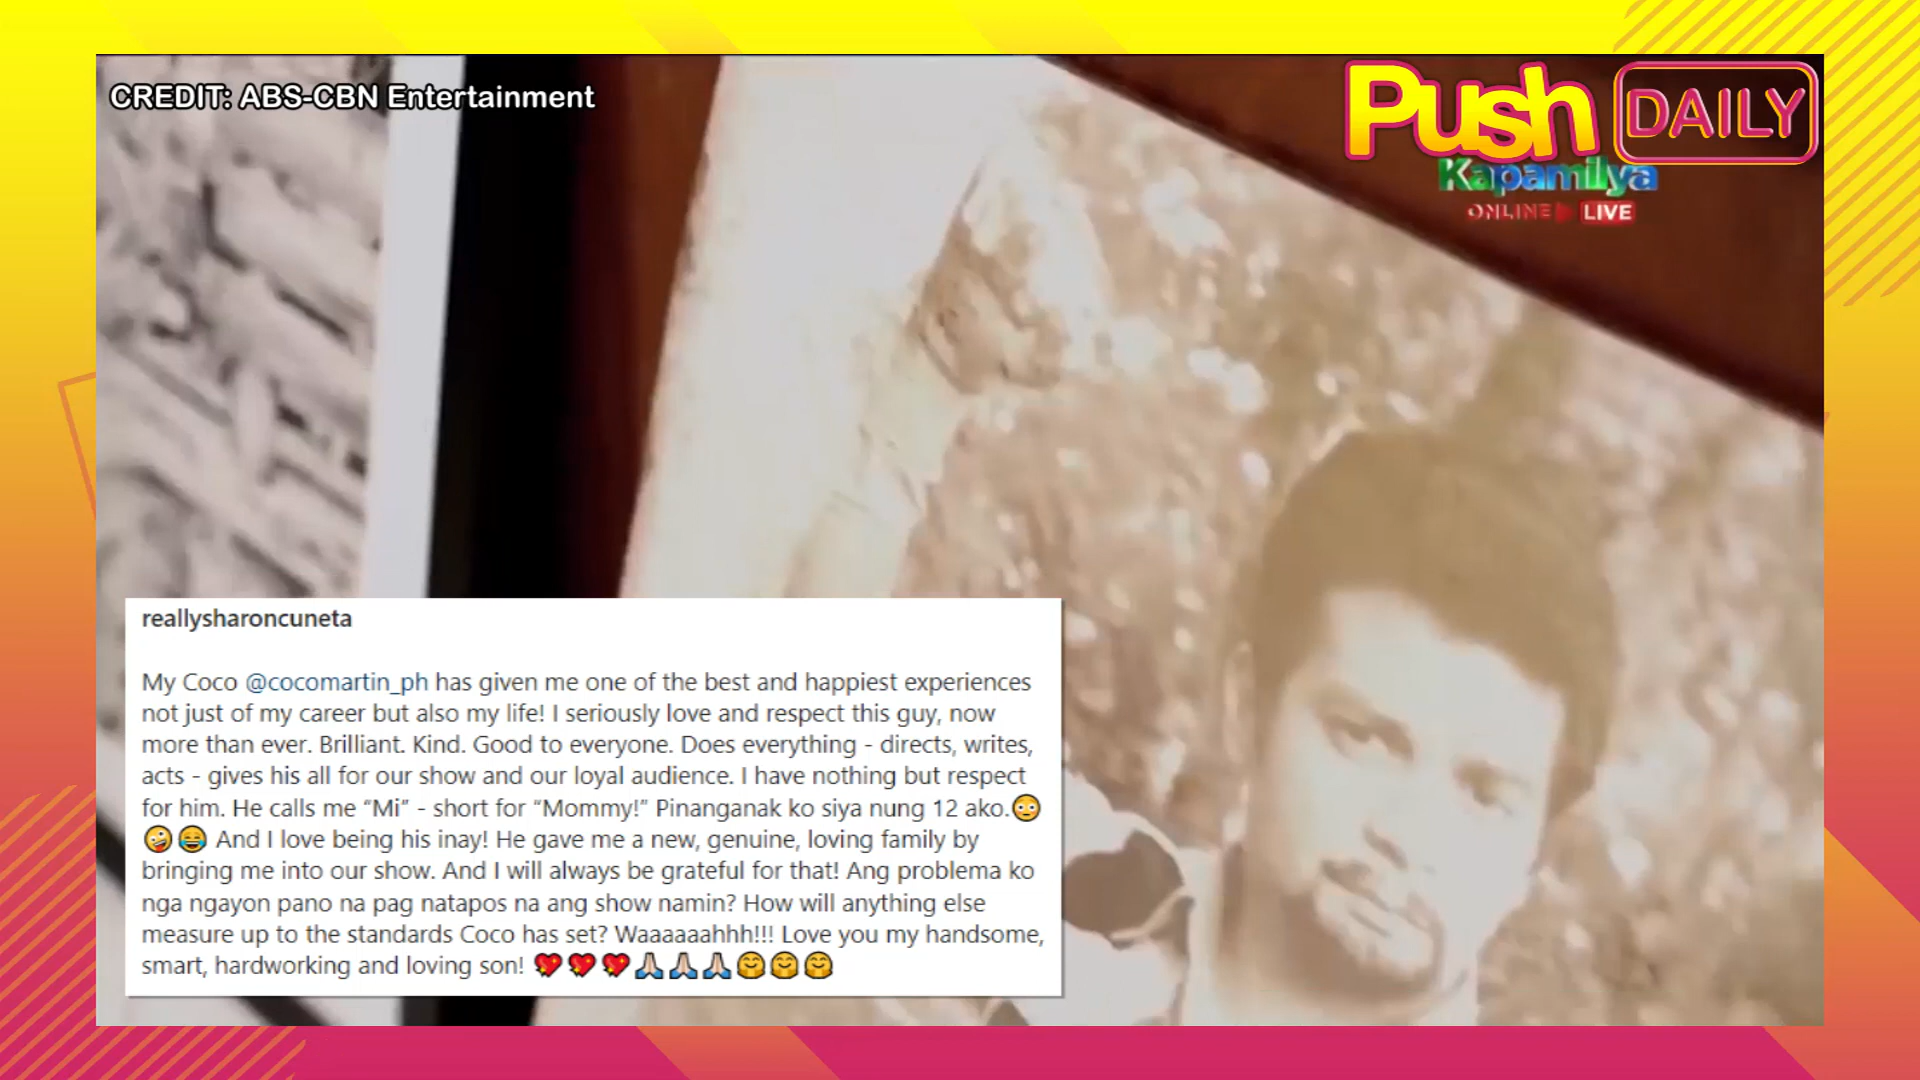 CREDIT: ABS-CBN Entertainment
Push DAILY
Kapamilya
ONLINE LIVE
reallysharoncuneta
My Coco @cocomartin_ph has given me one of the best and happiest experiences
not just of my career but also my life! I seriously love and respect this guy, now
more than ever. Brilliant. Kind. Good to everyone. Does everything - directs, writes,
acts - gives his all for our show and our loyal audience. I have nothing but respect
for him. He calls me “Mi” - short for “Mommy!” Pinanganak ko siya nung 12 ako.😳
🤪😂 And I love being his inay! He gave me a new, genuine, loving family by
bringing me into our show. And I will always be grateful for that! Ang problema ko
nga ngayon pano na pag natapos na ang show namin? How will anything else
measure up to the standards Coco has set? Waaaaaahhh!!! Love you my handsome,
smart, hardworking and loving son! 💖💖💖🙏🏻🙏🏻🙏🏻🤗🤗🤗